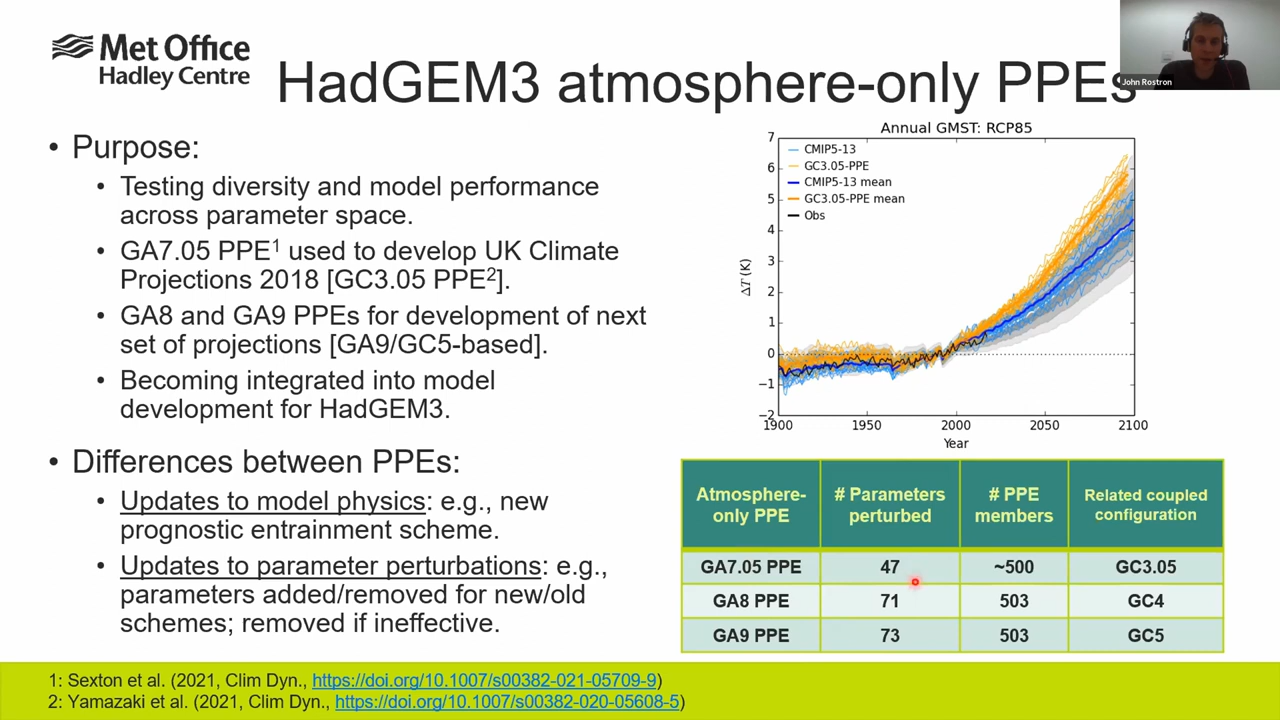 Met Office
Hadley Centre
HadGEM3 atmosphere-only PPEs
John Rostron
• Purpose:
• Testing diversity and model performance
across parameter space.
• GA7.05 PPE1 used to develop UK Climate
Projections 2018 [GC3.05 PPE2].
• GA8 and GA9 PPEs for development of next
set of projections [GA9/GC5-based].
• Becoming integrated into model
development for HadGEM3.
• Differences between PPEs:
• Updates to model physics: e.g., new
prognostic entrainment scheme.
• Updates to parameter perturbations: e.g.,
parameters added/removed for new/old
schemes; removed if ineffective.
Annual GMST: RCP85
CMIP5-13
GC3.05-PPE
CMIP5-13 mean
GC3.05-PPE mean
Obs
ΔT (K)
7
6
5
4
3
2
1
0
−1
−2
1900 1950 2000 2050 2100
Year
Atmosphere-only PPE # Parameters perturbed # PPE members Related coupled configuration
GA7.05 PPE 47 ~500 GC3.05
GA8 PPE 71 503 GC4
GA9 PPE 73 503 GC5
1: Sexton et al. (2021, Clim Dyn., https://doi.org/10.1007/s00382-021-05709-9)
2: Yamazaki et al. (2021, Clim Dyn., https://doi.org/10.1007/s00382-020-05608-5)